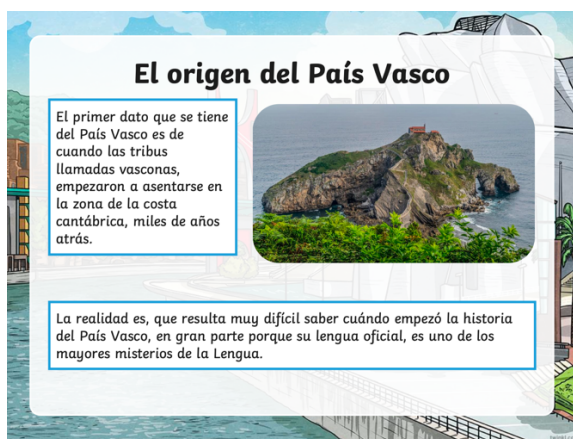 El origen del País Vasco
El primer dato que se tiene
del País Vasco es de
cuando las tribus
llamadas vasconas,
empezaron a asentarse en
la zona de la costa
cantábrica, miles de años
atrás.
La realidad es, que resulta muy difícil saber cuándo empezó la historia
del País Vasco, en gran parte porque su lengua oficial, es uno de los
mayores misterios de la Lengua.